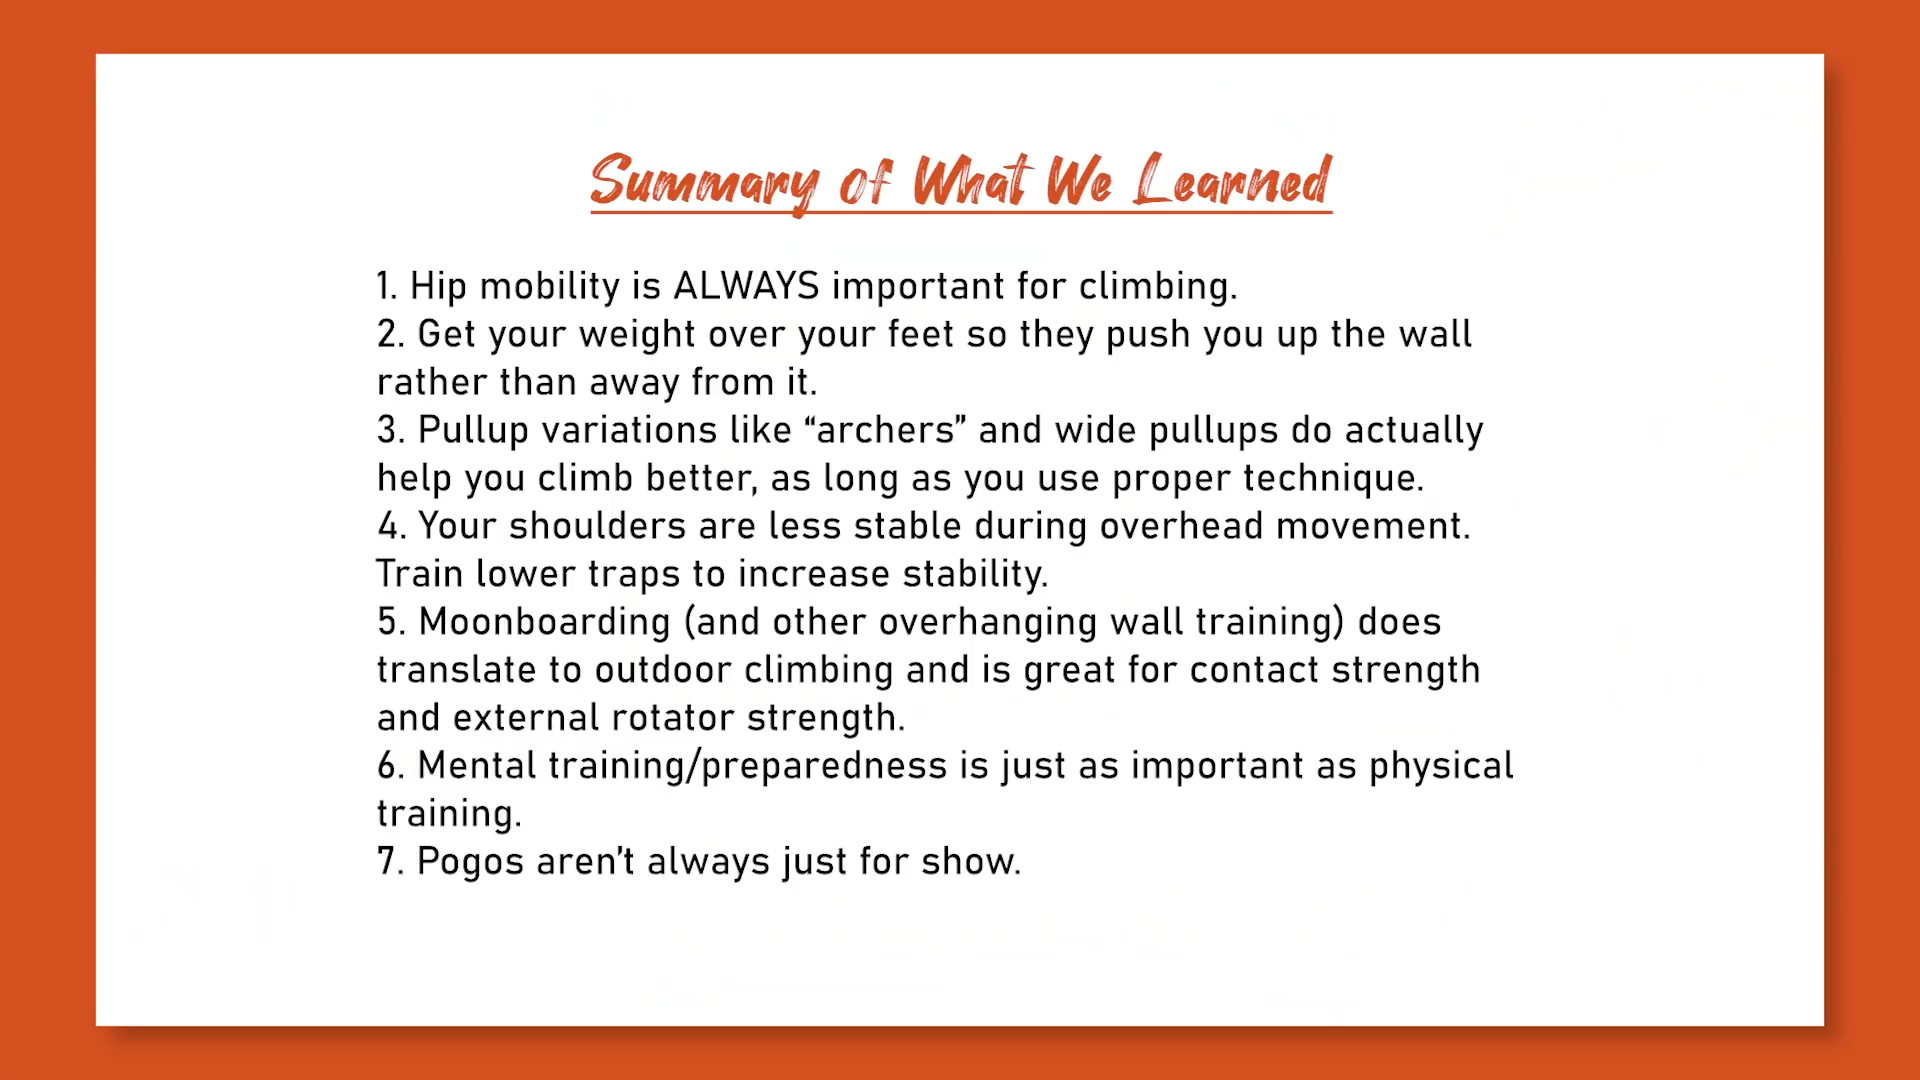 Summary of What We Learned
1. Hip mobility is ALWAYS important for climbing.
2. Get your weight over your feet so they push you up the wall
rather than away from it.
3. Pullup variations like “archers” and wide pullups do actually
help you climb better, as long as you use proper technique.
4. Your shoulders are less stable during overhead movement.
Train lower traps to increase stability.
5. Moonboarding (and other overhanging wall training) does
translate to outdoor climbing and is great for contact strength
and external rotator strength.
6. Mental training/preparedness is just as important as physical
training.
7. Pogos aren’t always just for show.